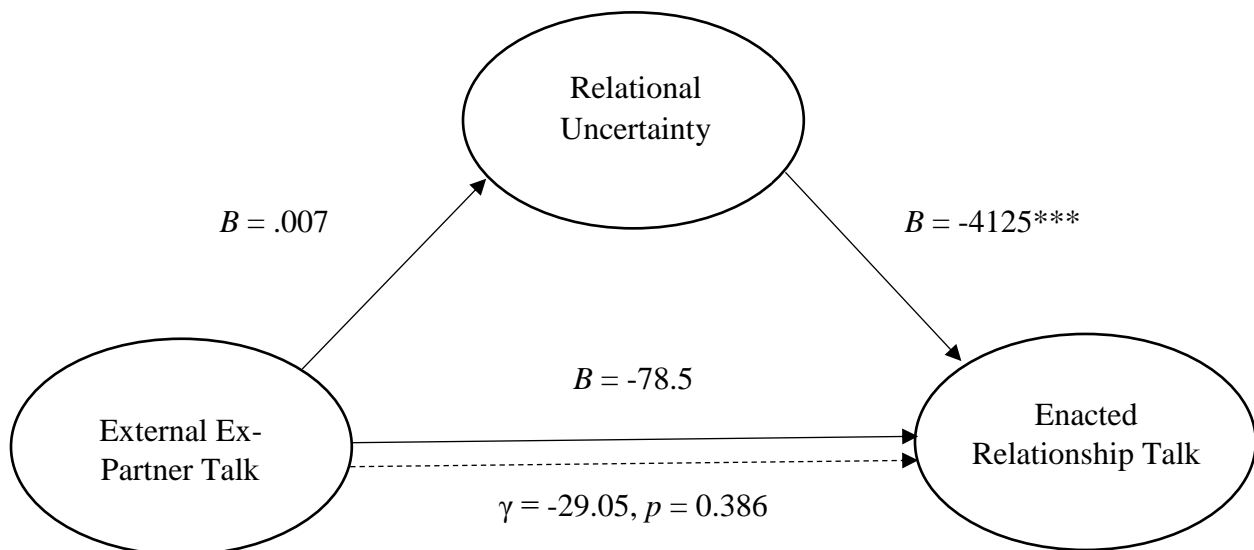 Relational
Uncertainty
B = .007
B = -4125***
B = -78.5
External Ex-
Partner Talk
Enacted
Relationship Talk
γ = -29.05, p = 0.386